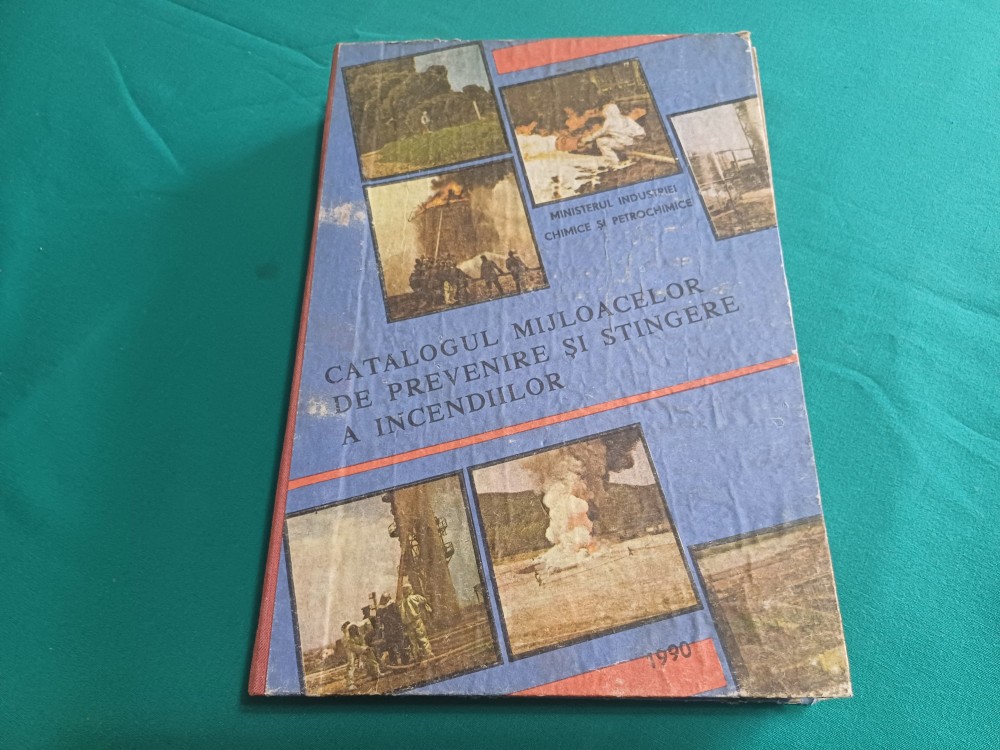 MINISTERUL INDUSTRIEI
CHIMICE ȘI PETROCHIMICE
CATALOGUL MIJLOACELOR
DE PREVENIRE ȘI STINGERE
A INCENDIILOR
1990